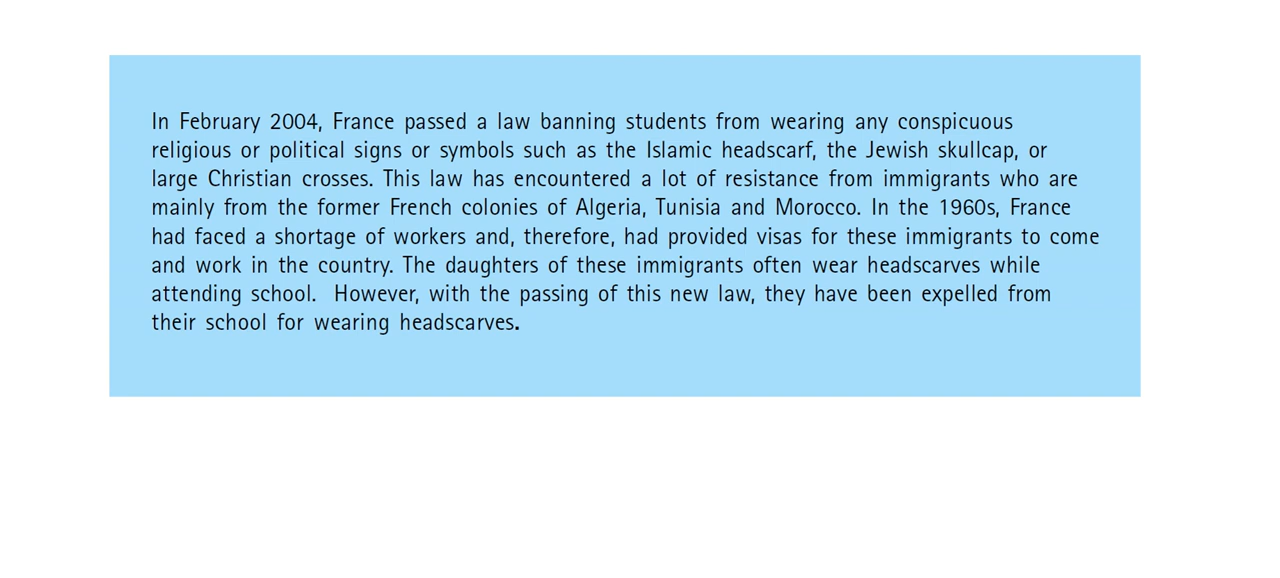 In February 2004, France passed a law banning students from wearing any conspicuous
religious or political signs or symbols such as the Islamic headscarf, the Jewish skullcap, or
large Christian crosses. This law has encountered a lot of resistance from immigrants who are
mainly from the former French colonies of Algeria, Tunisia and Morocco. In the 1960s, France
had faced a shortage of workers and, therefore, had provided visas for these immigrants to come
and work in the country. The daughters of these immigrants often wear headscarves while
attending school.  However, with the passing of this new law, they have been expelled from
their school for wearing headscarves.